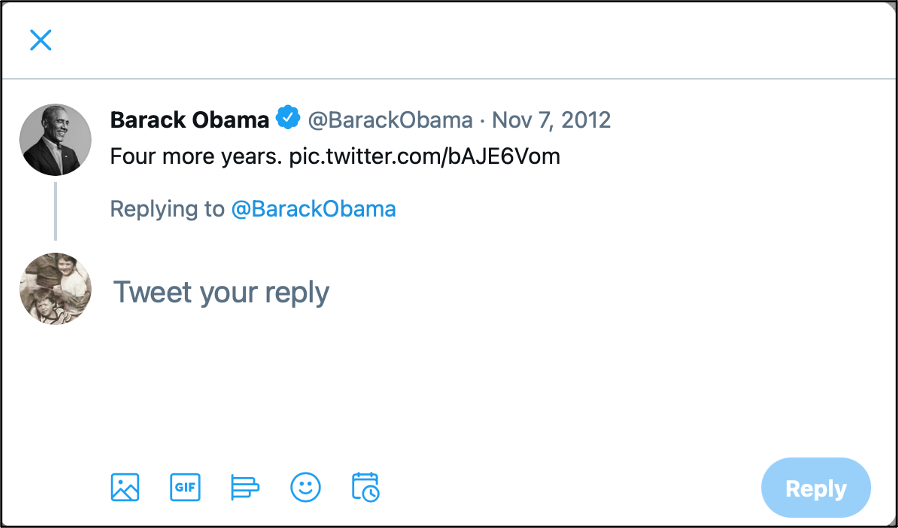 Barack Obama @BarackObama · Nov 7, 2012
Four more years. pic.twitter.com/bAJE6Vom
Replying to @BarackObama
Tweet your reply
GIF
Reply